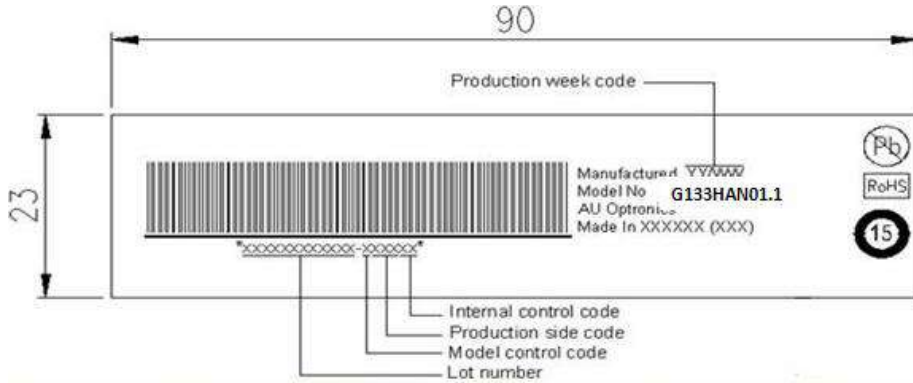 90
Production week code
23
Manufactured YY/WW
Model No G133HAN01.1
AU Optronics
Made In XXXXXX (XXX)
Pb
RoHS
15
*XXXXXXXXXXXX-XXXXXX*
Internal control code
Production side code
Model control code
Lot number